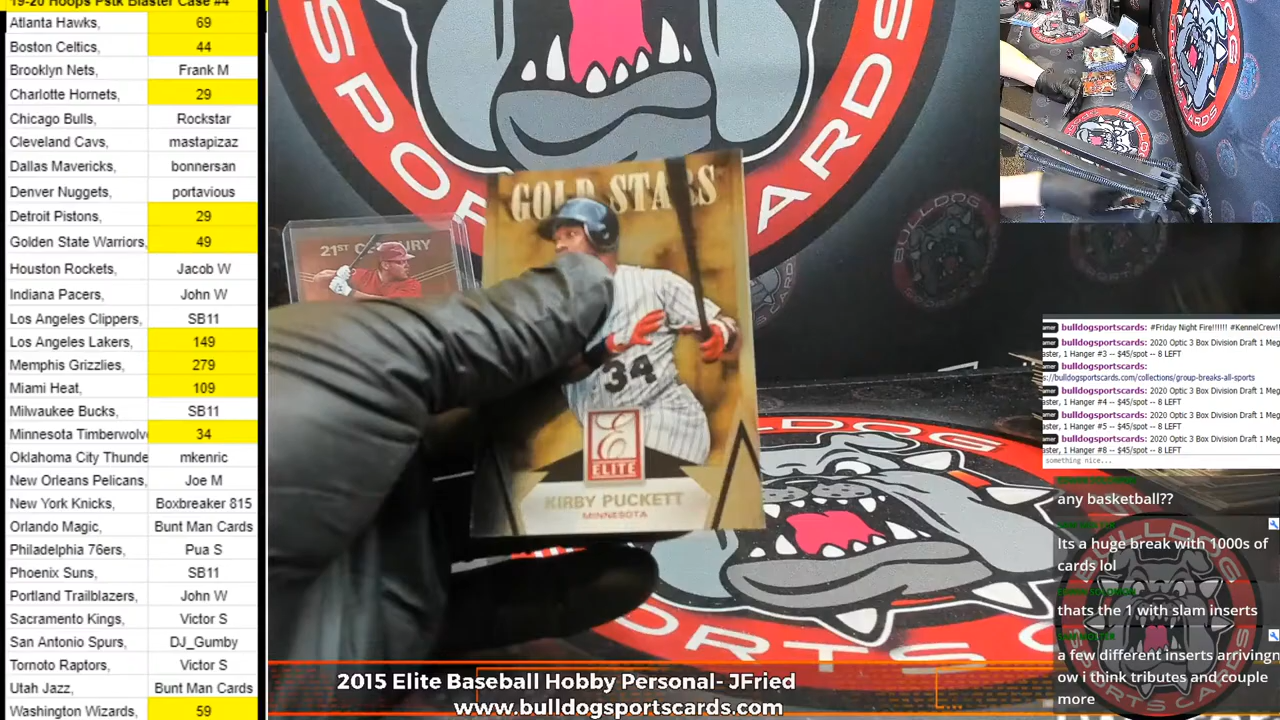 19-20 Hoops Pstk Blaster Case #4
Atlanta Hawks, 69
Boston Celtics, 44
Brooklyn Nets, Frank M
Charlotte Hornets, 29
Chicago Bulls, Rockstar
Cleveland Cavs, mastapizaz
Dallas Mavericks, bonnersan
Denver Nuggets, portavious
Detroit Pistons, 29
Golden State Warriors, 49
Houston Rockets, Jacob W
Indiana Pacers, John W
Los Angeles Clippers, SB11
Los Angeles Lakers, 149
Memphis Grizzlies, 279
Miami Heat, 109
Milwaukee Bucks, SB11
Minnesota Timberwolv 34
Oklahoma City Thunde mkenric
New Orleans Pelicans, Joe M
New York Knicks, Boxbreaker 815
Orlando Magic, Bunt Man Cards
Philadelphia 76ers, Pua S
Phoenix Suns, SB11
Portland Trailblazers, John W
Sacramento Kings, Victor S
San Antonio Spurs, DJ_Gumby
Tornoto Raptors, Victor S
Utah Jazz, Bunt Man Cards
Washington Wizards, 59
GOLD STARS
34
E
ELITE
KIRBY PUCKETT
MINNESOTA
BULLDOG
bulldogsportscards: #Friday Night Fire!!!!!! #KennelCrew!!
bulldogsportscards: 2020 Optic 3 Box Division Draft 1 Meg
aster, 1 Hanger #3 -- $45/spot -- 8 LEFT
bulldogsportscards:
s://bulldogsportscards.com/collections/group-breaks-all-sports
bulldogsportscards: 2020 Optic 3 Box Division Draft 1 Meg
aster, 1 Hanger #4 -- $45/spot -- 8 LEFT
bulldogsportscards: 2020 Optic 3 Box Division Draft 1 Meg
aster, 1 Hanger #5 -- $45/spot -- 8 LEFT
bulldogsportscards: 2020 Optic 3 Box Division Draft 1 Meg
aster, 1 Hanger #8 -- $45/spot -- 8 LEFT
something nice...
any basketball??
Its a huge break with 1000s of
cards lol
thats the 1 with slam inserts
a few different inserts arrivingn
ow i think tributes and couple
more
2015 Elite Baseball Hobby Personal- JFried
www.bulldogsportscards.com